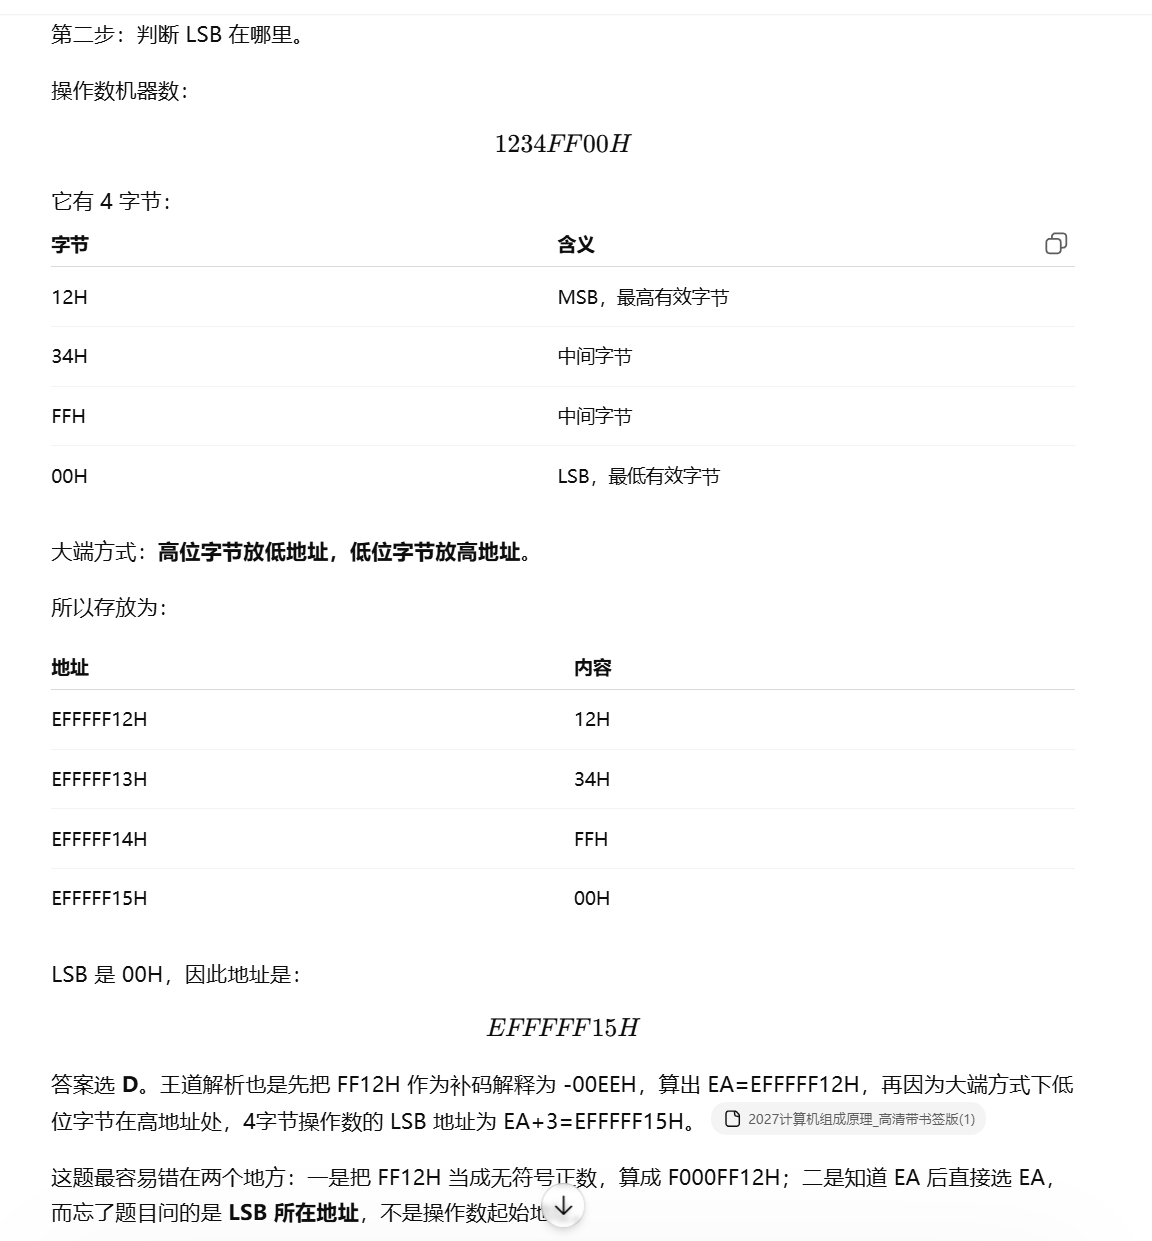 第二步：判断 LSB 在哪里。
操作数机器数：
1234FF00H
它有 4 字节：
字节 含义
12H MSB，最高有效字节
34H 中间字节
FFH 中间字节
00H LSB，最低有效字节
大端方式：高位字节放低地址，低位字节放高地址。
所以存放为：
地址 内容
EFFFFF12H 12H
EFFFFF13H 34H
EFFFFF14H FFH
EFFFFF15H 00H
LSB 是 00H，因此地址是：
EFFFFF15H
答案选 D。王道解析也是先把 FF12H 作为补码解释为 -00EEH，算出 EA=EFFFFF12H，再因为大端方式下低
位字节在高地址处，4字节操作数的 LSB 地址为 EA+3=EFFFFF15H。 2027计算机组成原理_高清带书签版(1)
这题最容易错在两个地方：一是把 FF12H 当成无符号正数，算成 F000FF12H；二是知道 EA 后直接选 EA，
而忘了题目问的是 LSB 所在地址，不是操作数起始